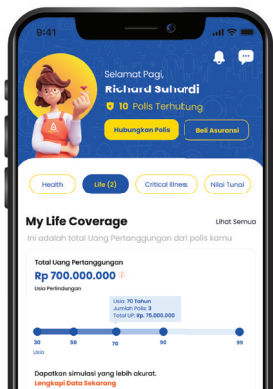 9:41
Selamat Pagi,
Richard Suhardi
10 Polis Terhutung
Hubungkan Polis
Beli Asuransi
Health
Life (2)
Critical Illness
Nilai Tunai
My Life Coverage
Lihat Semua
Ini adalah total Uang Pertanggungan dari polis kamu
Total Uang Pertanggungan
Rp 700.000.000
Usia Perlindungan
Usia: 70 Tahun
Jumlah Polis: 3
Total UP: Rp. 75.000.000
30 50 70 90 99
Usia
Dapatkan simulasi yang lebih akurat.
Lengkapi Data Sekarang